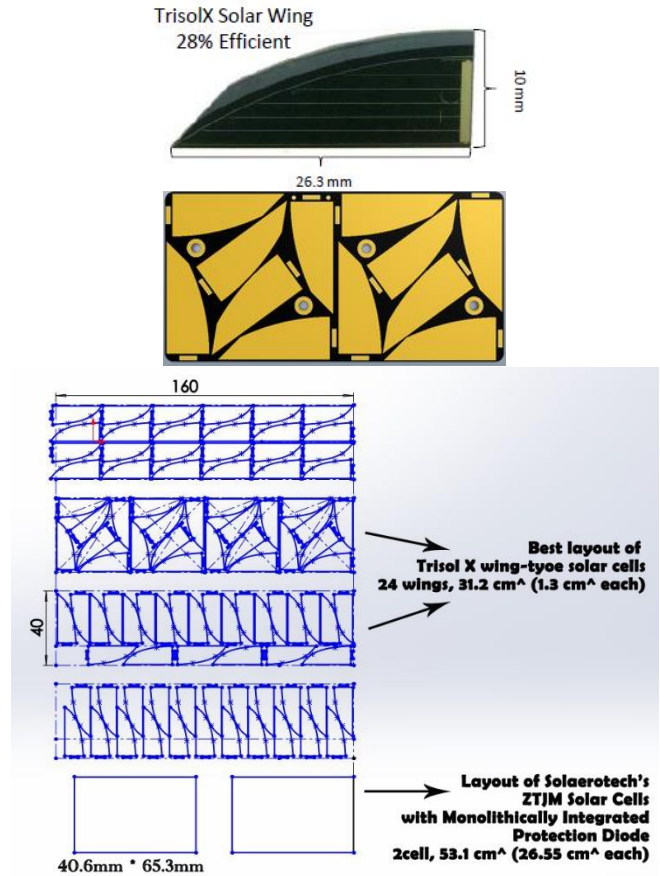 TrisolX Solar Wing
28% Efficient
10 mm
26.3 mm
160
Best layout of
Trisol X wing-tyoe solar cells
24 wings, 31.2 cm^ (1.3 cm^ each)
40
Layout of Solaerotech's
ZTJM Solar Cells
with Monolithically Integrated
Protection Diode
2cell, 53.1 cm^ (26.55 cm^ each)
40.6mm * 65.3mm